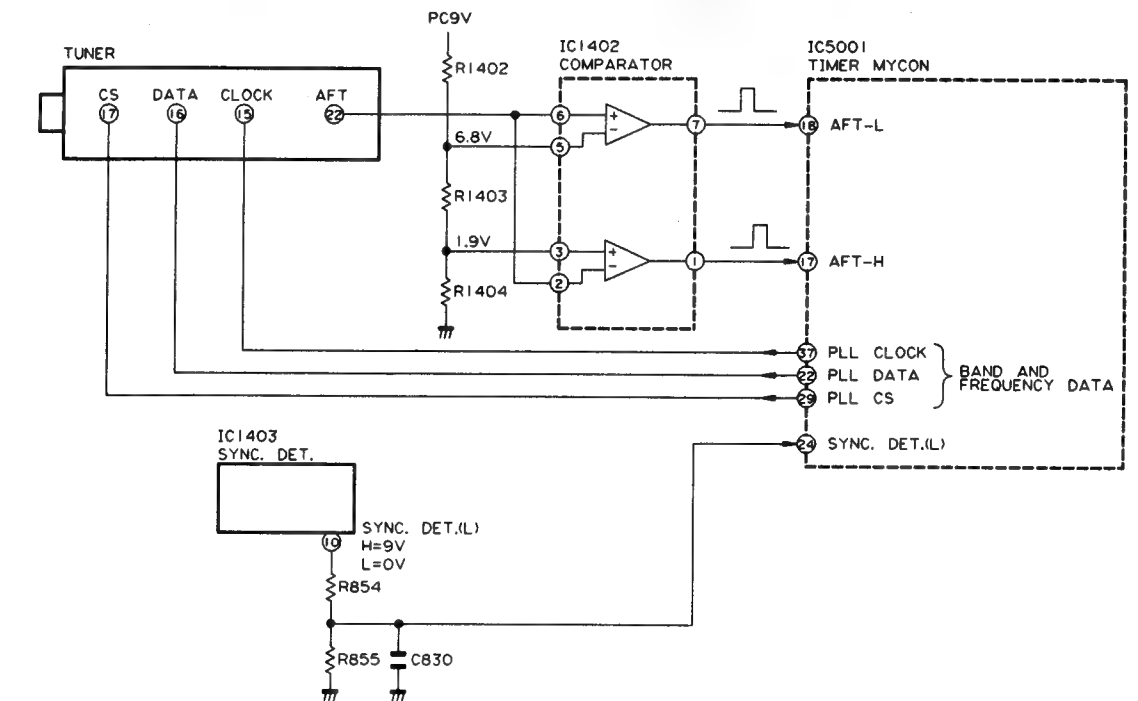 PC9V
TUNER
CS
DATA
CLOCK
AFT
17
16
15
22
R1402
6.8V
R1403
1.9V
R1404
IC1402
COMPARATOR
6
5
+
-
7
3
2
+
-
1
IC5001
TIMER MYCON
18 AFT-L
17 AFT-H
37 PLL CLOCK
22 PLL DATA
29 PLL CS
BAND AND
FREQUENCY DATA
24 SYNC. DET.(L)
IC1403
SYNC. DET.
10
SYNC. DET.(L)
H=9V
L=0V
R854
R855
C830